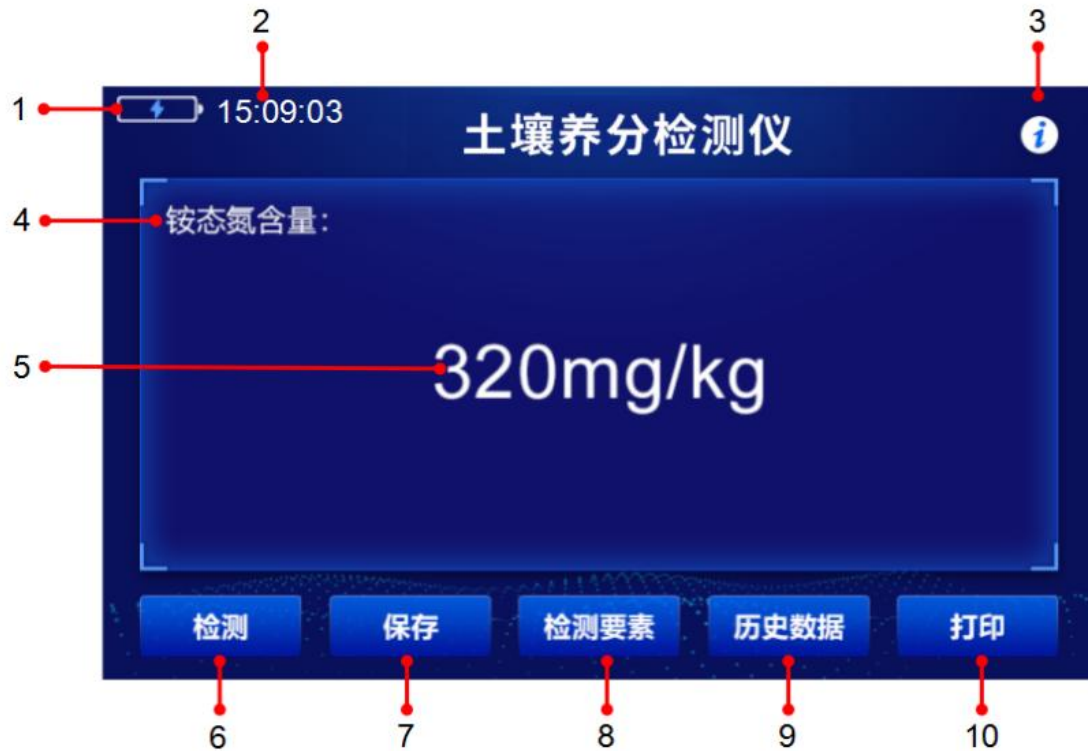 2
3
1
15:09:03
土壤养分检测仪
i
4
铵态氮含量：
5
320mg/kg
检测
保存
检测要素
历史数据
打印
6
7
8
9
10